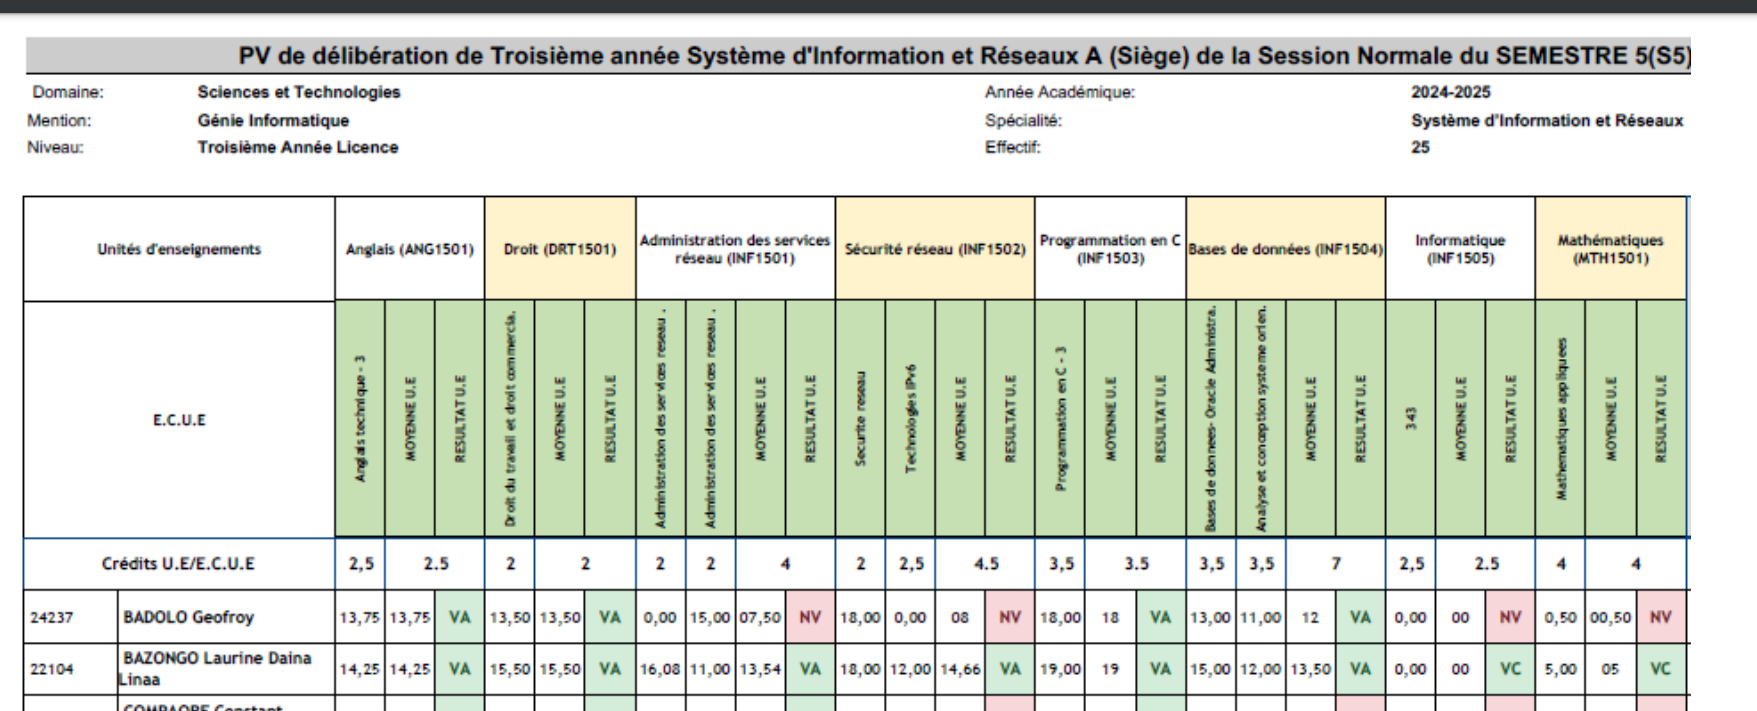 PV de délibération de Troisième année Système d'Information et Réseaux A (Siège) de la Session Normale du SEMESTRE 5(S5)
Domaine: Sciences et Technologies Année Académique: 2024-2025
Mention: Génie Informatique Spécialité: Système d'Information et Réseaux
Niveau: Troisième Année Licence Effectif: 25
Unités d'enseignements Anglais (ANG1501) Droit (DRT1501) Administration des services réseau (INF1501) Sécurité réseau (INF1502) Programmation en C (INF1503) Bases de données (INF1504) Informatique (INF1505) Mathématiques (MTH1501)
E.C.U.E
Anglais technique - 3
MOYENNE U.E
RESULTAT U.E
Droit du travail et droit commercia.
MOYENNE U.E
RESULTAT U.E
Administration des services reseau .
Administration des services reseau .
MOYENNE U.E
RESULTAT U.E
Securite reseau
Technologies IPv6
MOYENNE U.E
RESULTAT U.E
Programmation en C - 3
MOYENNE U.E
RESULTAT U.E
Bases de donnees- Oracle Administra.
Analyse et conception systeme orien.
MOYENNE U.E
RESULTAT U.E
343
MOYENNE U.E
RESULTAT U.E
Mathematiques appliquees
MOYENNE U.E
RESULTAT U.E
Crédits U.E/E.C.U.E 2,5 2.5 2 2 2 2 4 2 2,5 4.5 3,5 3.5 3,5 3,5 7 2,5 2.5 4 4
24237 BADOLO Geofroy 13,75 13,75 VA 13,50 13,50 VA 0,00 15,00 07,50 NV 18,00 0,00 08 NV 18,00 18 VA 13,00 11,00 12 VA 0,00 00 NV 0,50 00,50 NV
22104 BAZONGO Laurine Daina Linaa 14,25 14,25 VA 15,50 15,50 VA 16,08 11,00 13,54 VA 18,00 12,00 14,66 VA 19,00 19 VA 15,00 12,00 13,50 VA 0,00 00 VC 5,00 05 VC
COMPAORE Constant